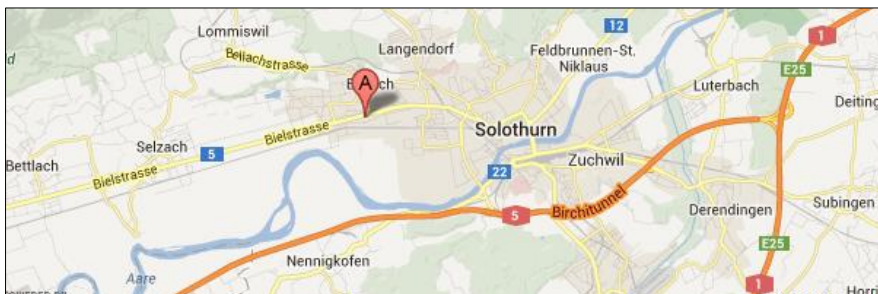 12
1
Lommiswil
Langendorf
Feldbrunnen-St.
Niklaus
Bellachstrasse
E25
A
Luterbach
Deiting
Bielstrasse
Solothurn
Selzach
5
Bettlach
Zuchwil
22
Bielstrasse
Subingen
5
Birchitunnel
Derendingen
E25
Nennigkofen
Aare
1